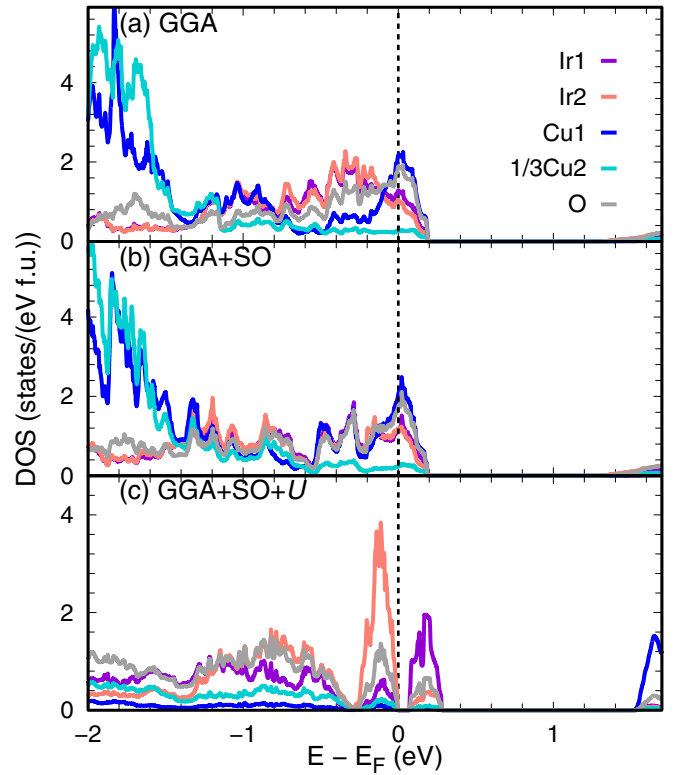 (a) GGA
Ir1
Ir2
Cu1
1/3Cu2
O
4
2
0
(b) GGA+SO
4
2
0
(c) GGA+SO+U
4
2
0
DOS (states/(eV f.u.))
-2 -1 0 1
E − E_F (eV)